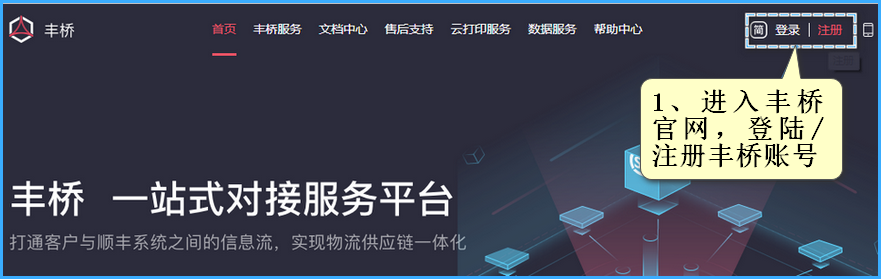 丰桥 首页 丰桥服务 文档中心 售后支持 云打印服务 数据服务 帮助中心 简 登录 注册
1、进入丰桥
官网，登陆/
注册丰桥账号
丰桥 一站式对接服务平台
打通客户与顺丰系统之间的信息流，实现物流供应链一体化